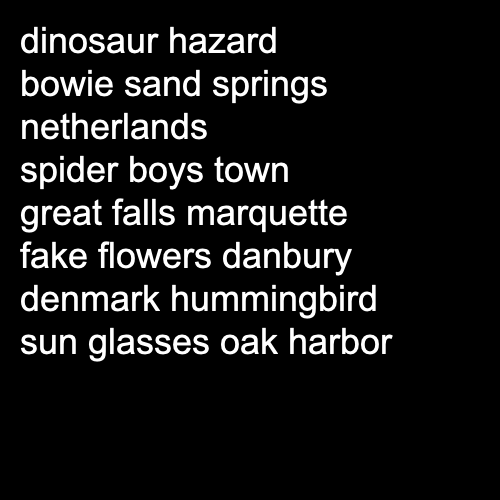 dinosaur hazard
bowie sand springs
netherlands
spider boys town
great falls marquette
fake flowers danbury
denmark hummingbird
sun glasses oak harbor